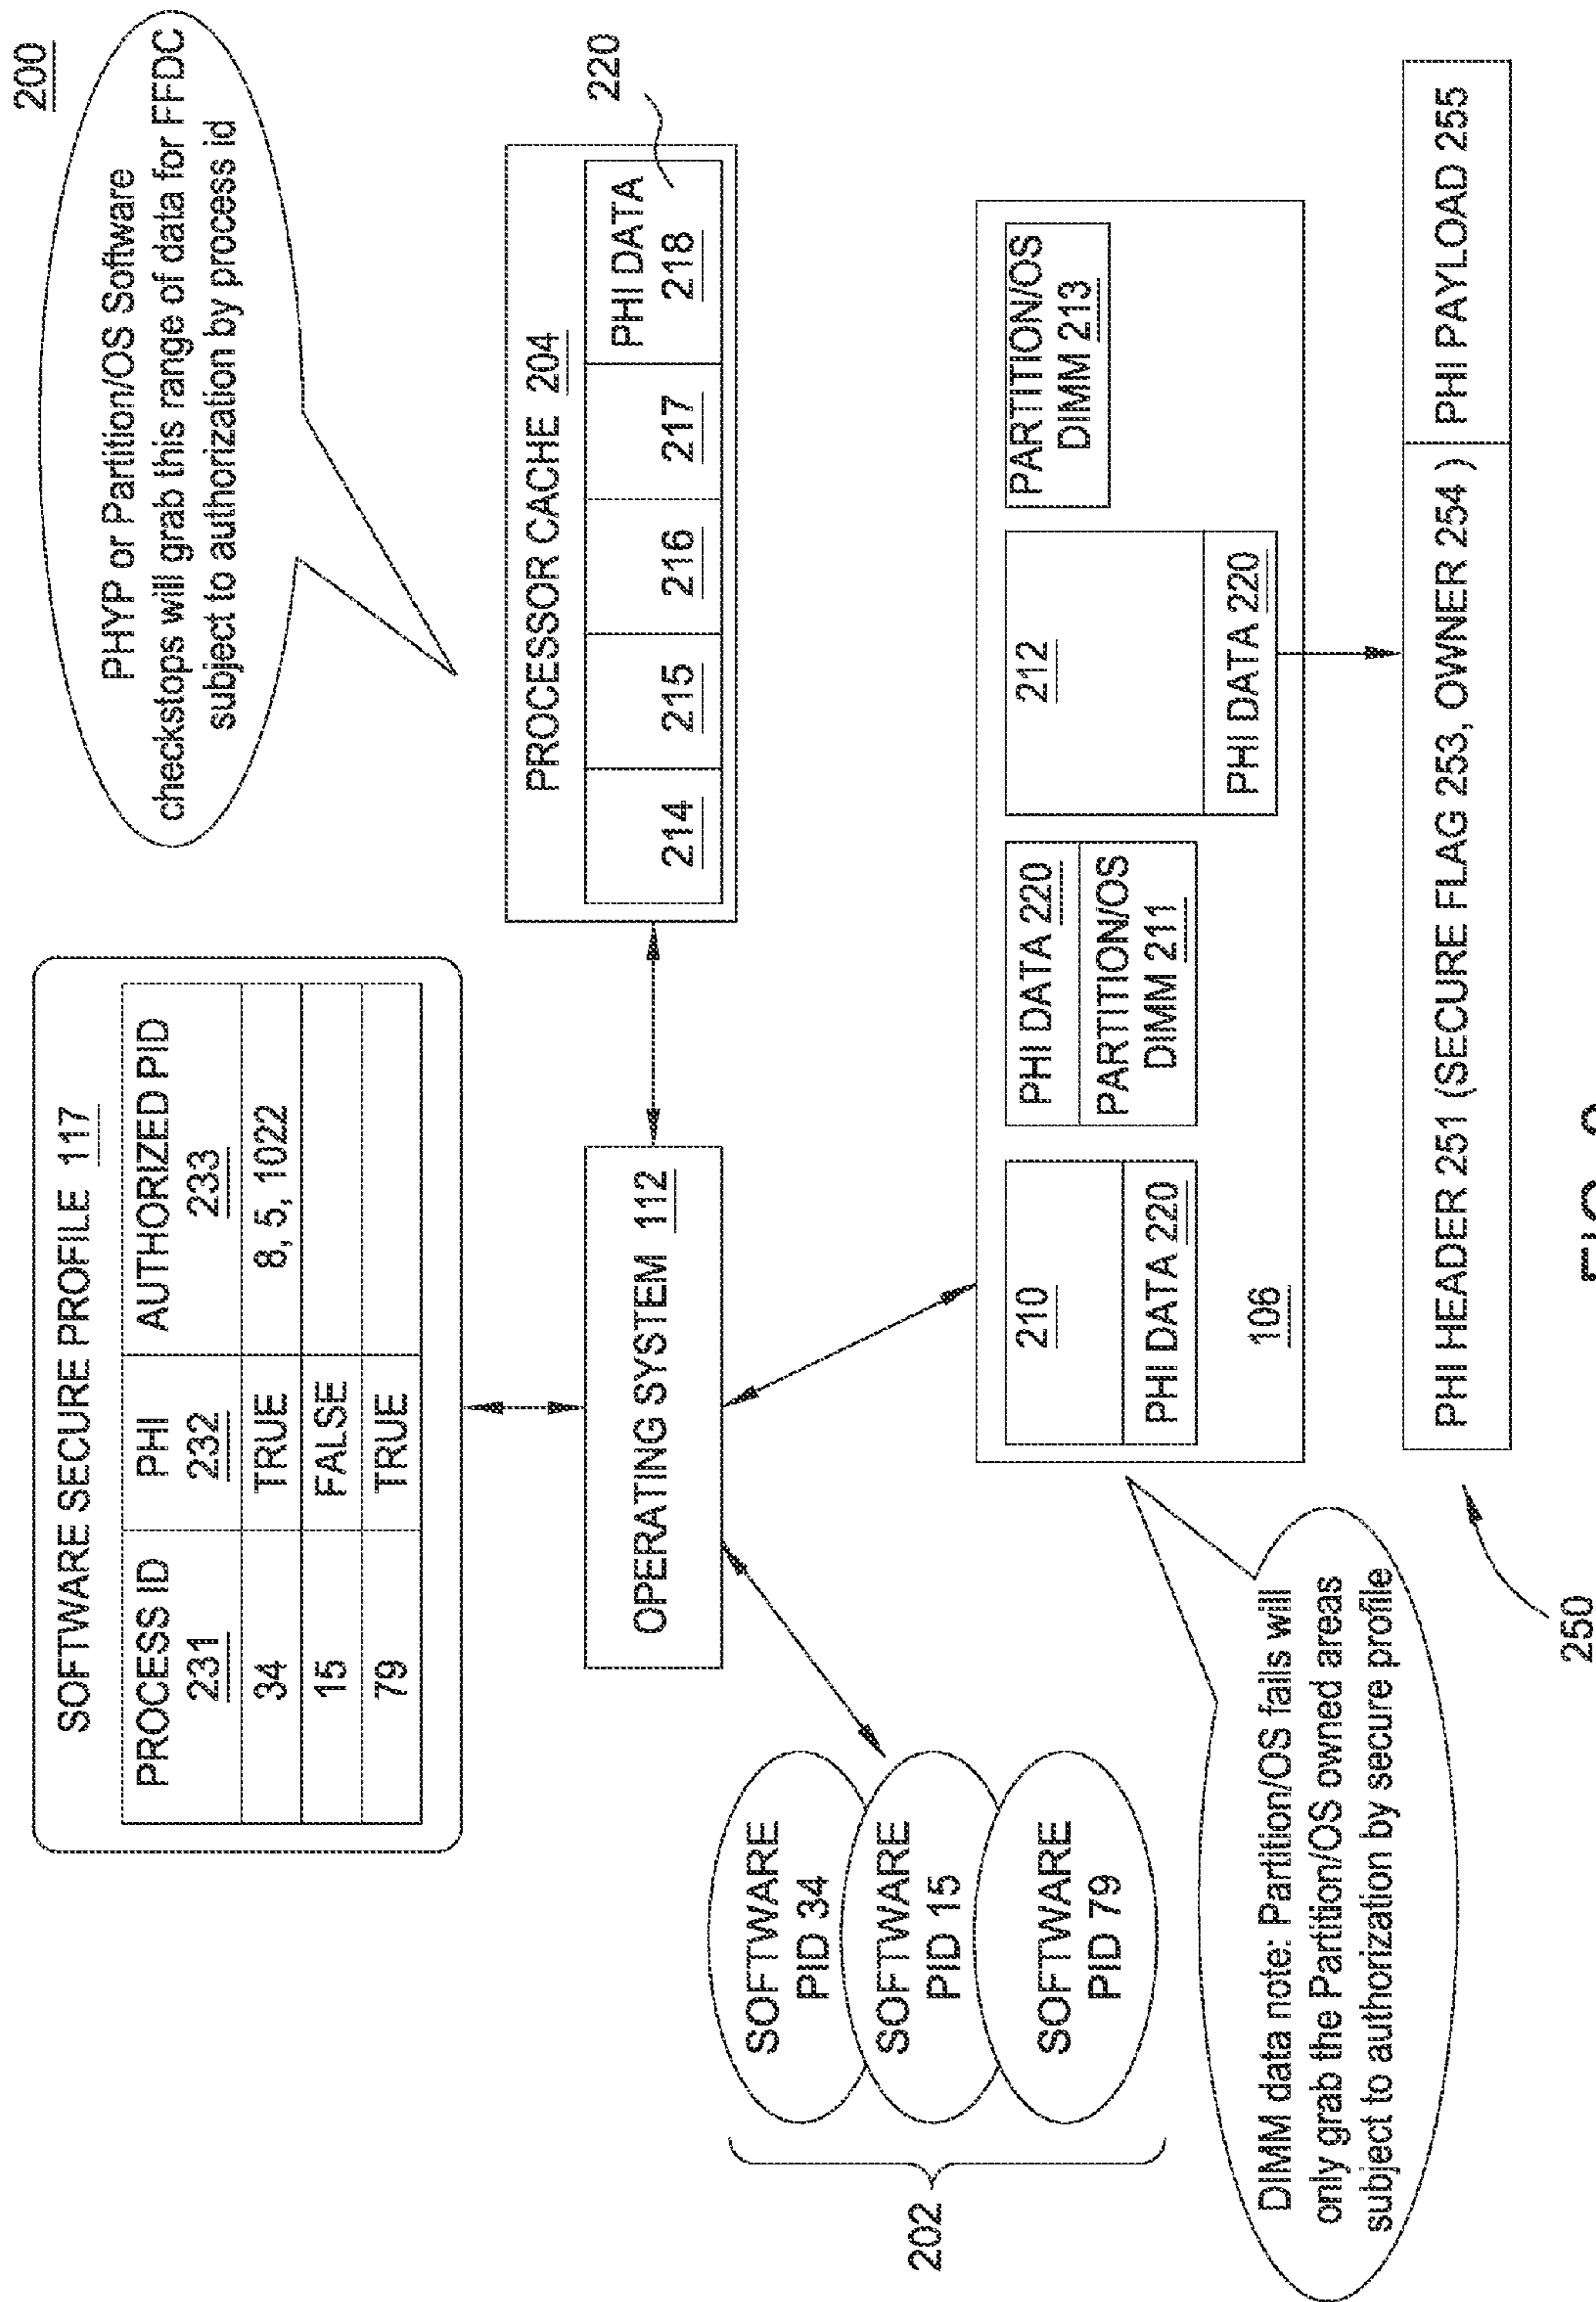 200
PHYP or Partition/OS Software
checkstops will grab this range of data for FFDC
subject to authorization by process id
SOFTWARE SECURE PROFILE 117
PROCESS ID 231 PHI 232 AUTHORIZED PID 233
34 TRUE 8, 5, 1022
15 FALSE
79 TRUE
PROCESSOR CACHE 204
214 215 216 217 PHI DATA 218
220
OPERATING SYSTEM 112
SOFTWARE
PID 34
SOFTWARE
PID 15
SOFTWARE
PID 79
202
210
PHI DATA 220
106
PHI DATA 220
PARTITION/OS
DIMM 211
212
PHI DATA 220
PARTITION/OS
DIMM 213
DIMM data note: Partition/OS fails will
only grab the Partition/OS owned areas
subject to authorization by secure profile
250
PHI HEADER 251 (SECURE FLAG 253, OWNER 254 ) PHI PAYLOAD 255